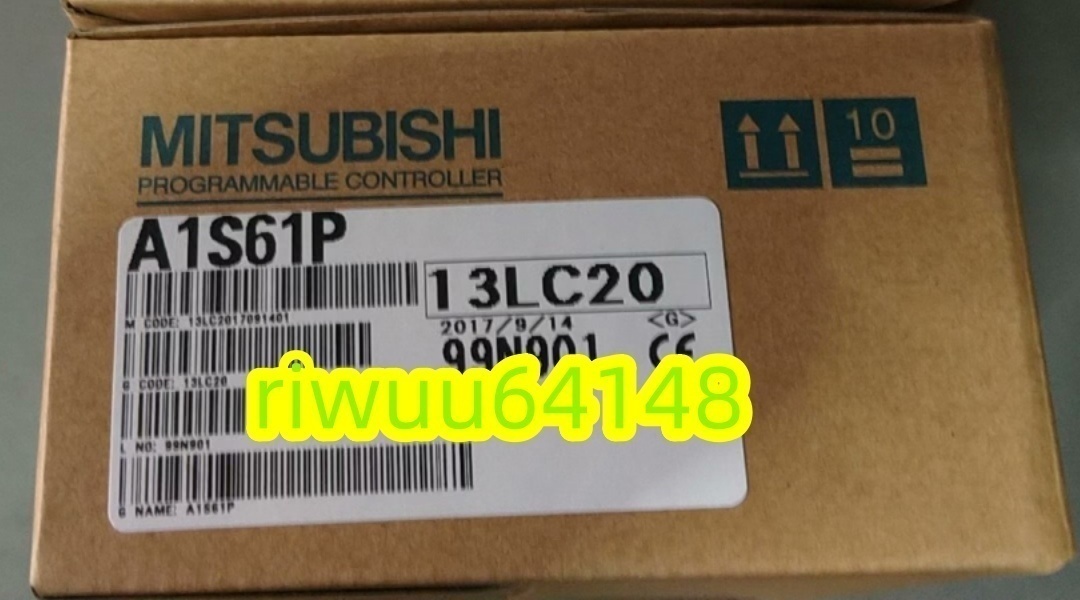 MITSUBISHI
PROGRAMMABLE CONTROLLER
10
A1S61P
13LC20
M CODE: 13LC2017091401
2017/9/14 <G>
99N901 CE
G CODE: 13LC20
riwuu64148
L NO: 99N901
G NAME: A1S61P